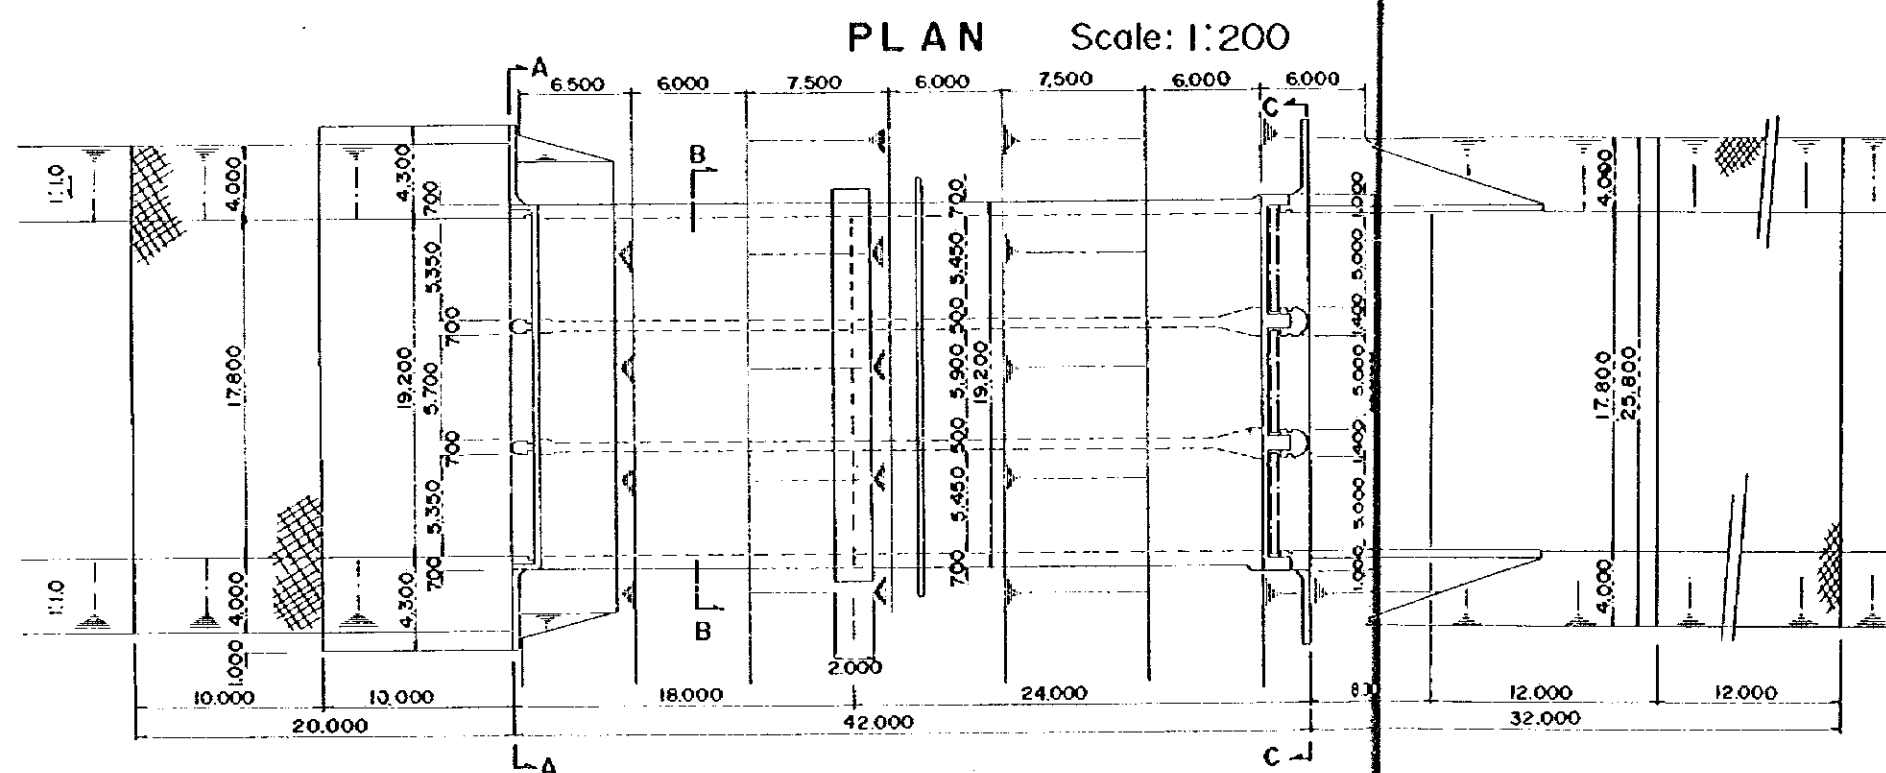 PLAN Scale: 1:200
A
6.500 6.000 7.500 6.000 7,500 6.000 6.000
C
B
1:1.0 4.000 4.300 700 700 1.000 4.000
5.350 5.450 5.000
700 500 1.400
17.800 19.200 5.700 5.900 19.200 5.000 17.800 25.800
700 500 1.400
5.350 5.450 5.000
1:1.0 4.000 4.300 700 700 1.000 4.000
B
1.000 2.000
10.000 10.000 18.000 24.000 12.000 12.000
20.000 42.000 32.000
A C